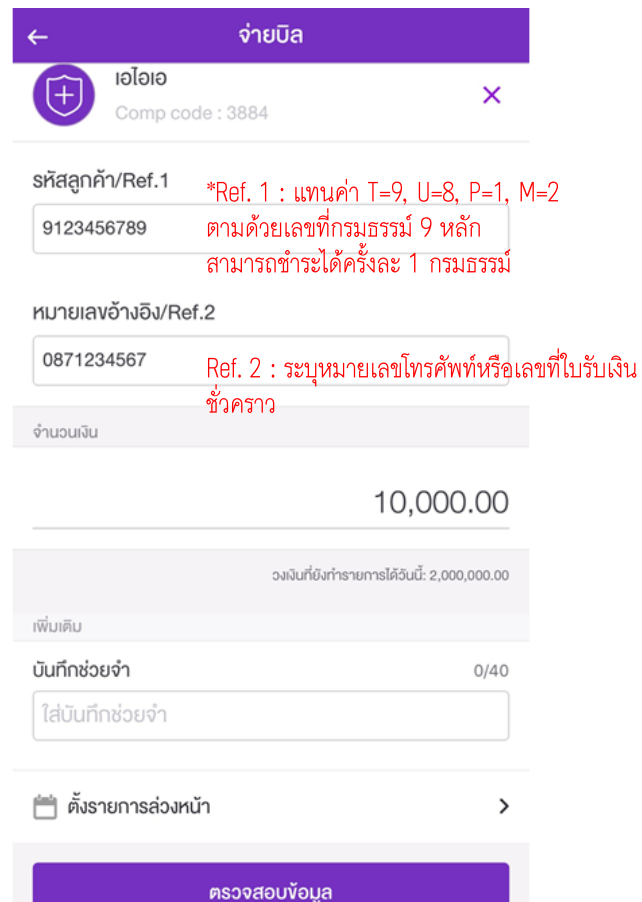 จ่ายบิล
เอไอเอ
Comp code : 3884
รหัสลูกค้า/Ref.1
*Ref. 1 : แทนค่า T=9, U=8, P=1, M=2
9123456789
ตามด้วยเลขที่กรมธรรม์ 9 หลัก
สามารถชำระได้ครั้งละ 1 กรมธรรม์
หมายเลขอ้างอิง/Ref.2
0871234567
Ref. 2 : ระบุหมายเลขโทรศัพท์หรือเลขที่ใบรับเงิน
ชั่วคราว
จำนวนเงิน
10,000.00
วงเงินที่ยังทำรายการได้วันนี้: 2,000,000.00
เพิ่มเติม
บันทึกช่วยจำ 0/40
ใส่บันทึกช่วยจำ
ตั้งรายการล่วงหน้า
ตรวจสอบข้อมูล